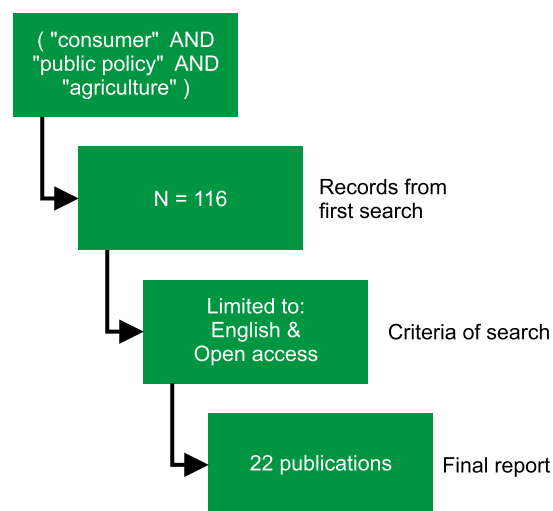 ( "consumer" AND
"public policy" AND
"agriculture" )
N = 116
Records from
first search
Limited to:
English &
Open access
Criteria of search
22 publications
Final report